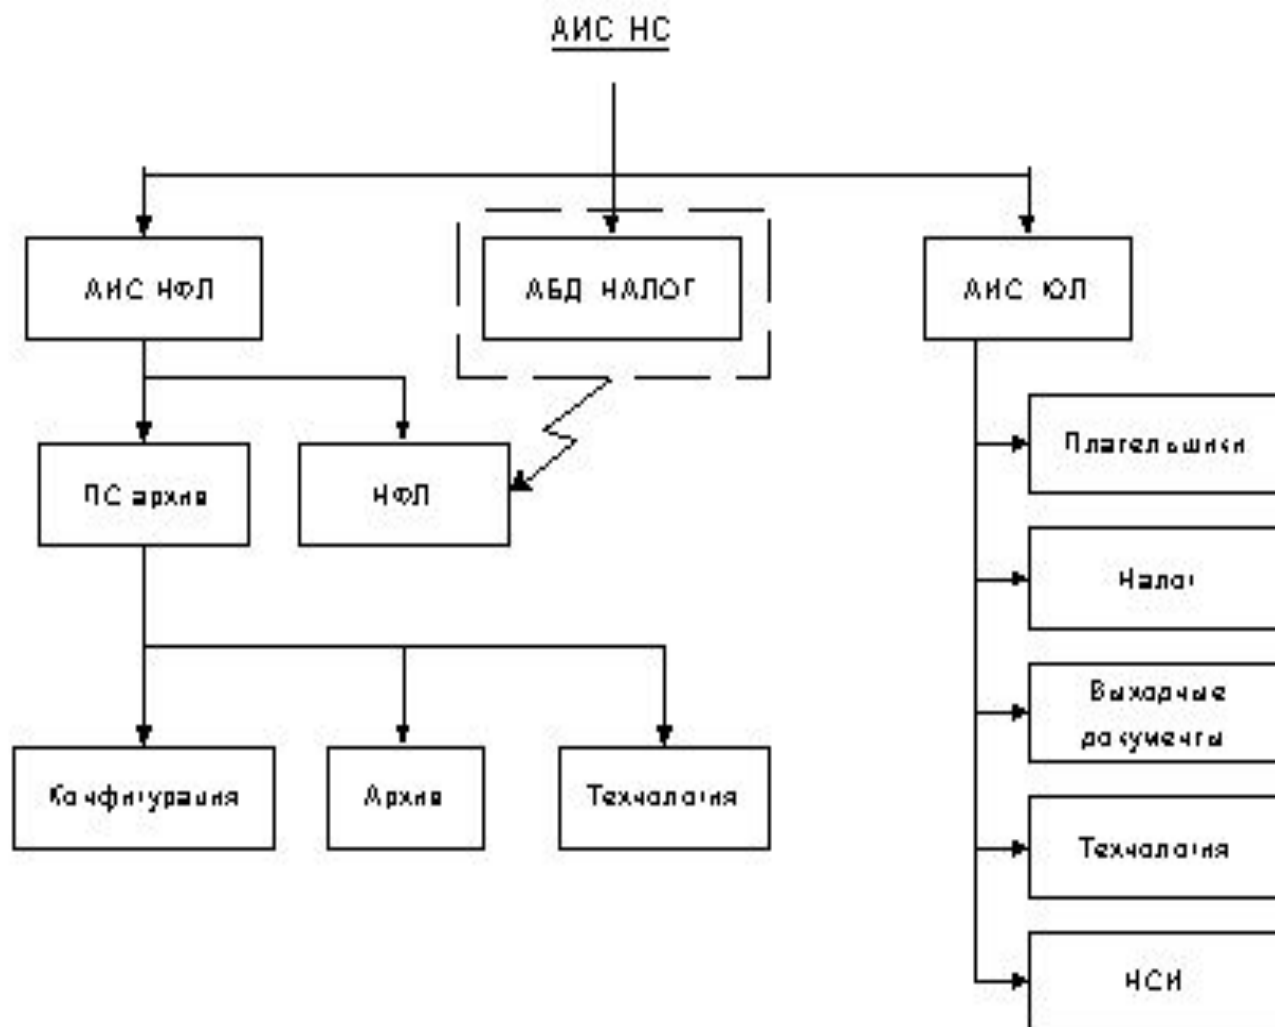 АИС НС
АИС НФЛ
АБД НАЛОГ
АИС ЮЛ
ПС архив
НФЛ
Плательщики
Налог
Выходные
документы
Конфигурация
Архив
Технология
Технология
НСИ